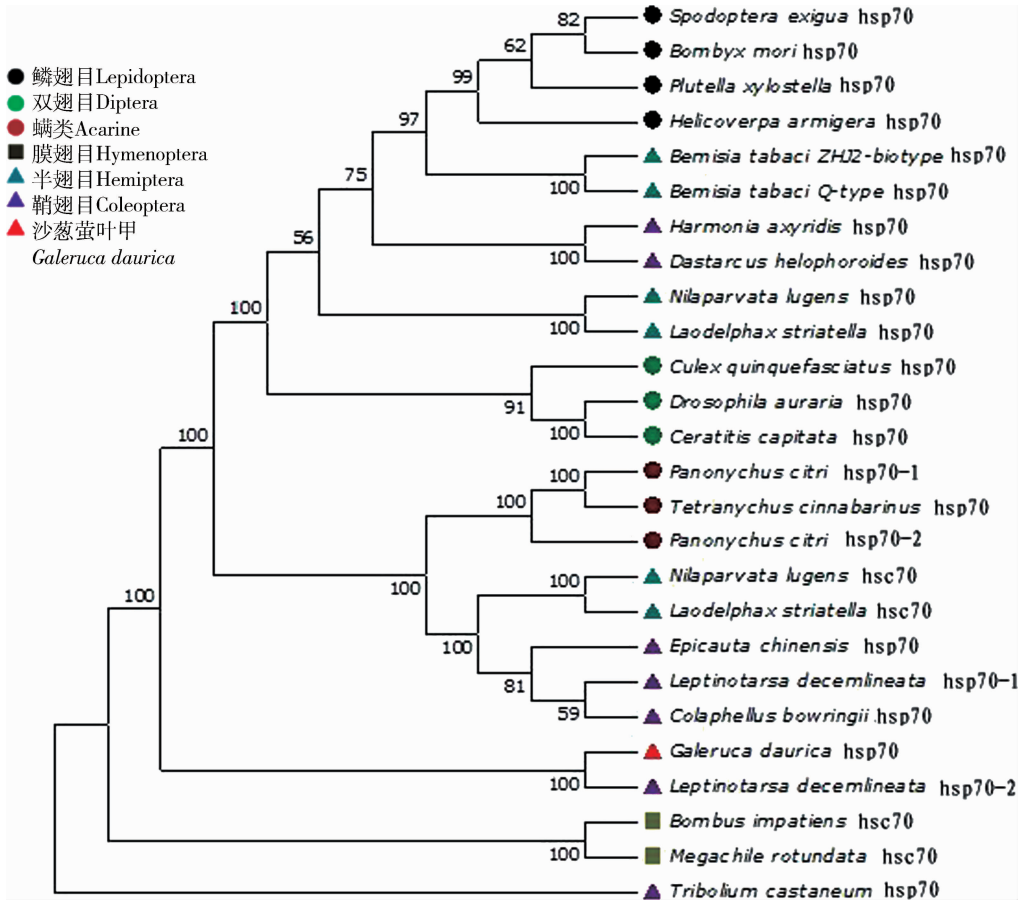 鳞翅目Lepidoptera
双翅目Diptera
螨类Acarine
膜翅目Hymenoptera
半翅目Hemiptera
鞘翅目Coleoptera
沙葱萤叶甲
Galeruca daurica
82
Spodoptera exigua hsp70
62
Bombyx mori hsp70
99
Plutella xylostella hsp70
97
Helicoverpa armigera hsp70
Bemisia tabaci ZHJ2-biotype hsp70
75
100
Bemisia tabaci Q-type hsp70
56
Harmonia axyridis hsp70
100
Dastarcus helophoroides hsp70
100
Nilaparvata lugens hsp70
100
Laodelphax striatella hsp70
Culex quinquefasciatus hsp70
91
Drosophila auraria hsp70
100
100
Ceratitis capitata hsp70
100
Panonychus citri hsp70-1
100
Tetranychus cinnabarinus hsp70
Panonychus citri hsp70-2
100
100
Nilaparvata lugens hsc70
100
Laodelphax striatella hsc70
100
Epicauta chinensis hsp70
81
Leptinotarsa decemlineata hsp70-1
59
Colaphellus bowringii hsp70
Galeruca daurica hsp70
100
Leptinotarsa decemlineata hsp70-2
Bombus impatiens hsc70
100
Megachile rotundata hsc70
Tribolium castaneum hsp70